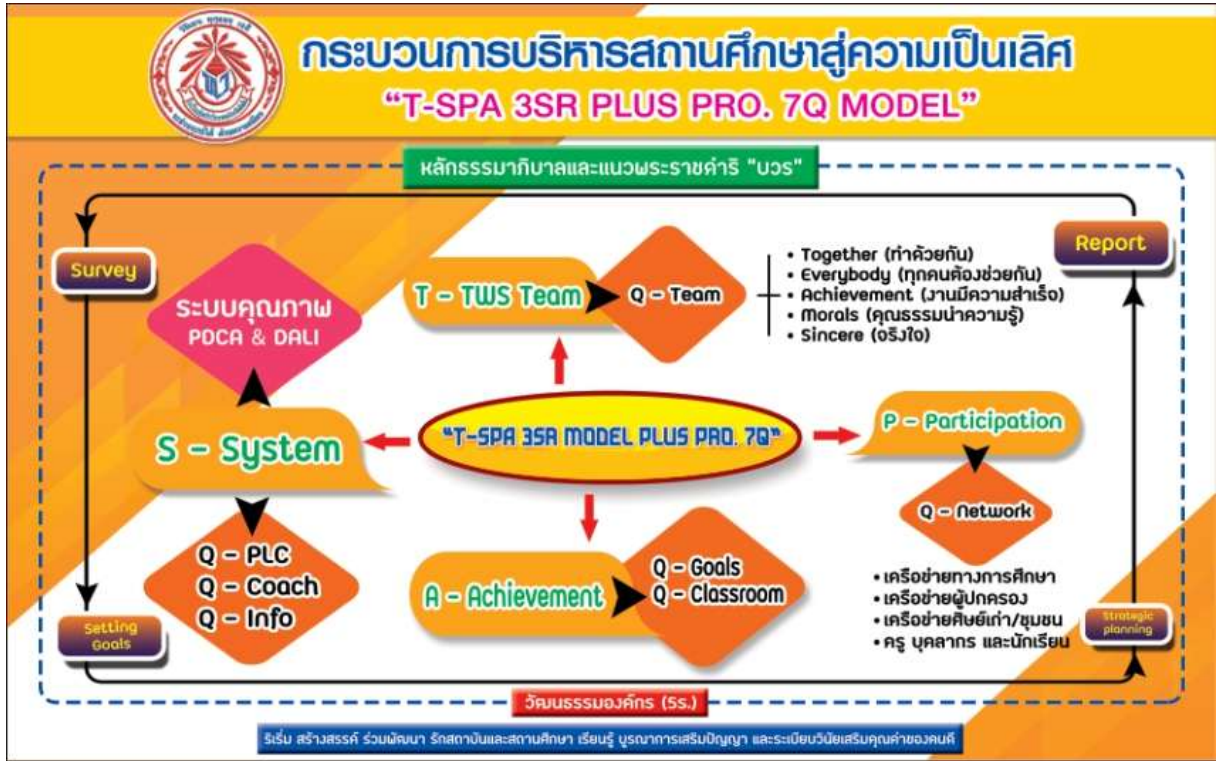 กระบวนการบริหารสถานศึกษาสู่ความเป็นเลิศ
“T-SPA 3SR PLUS PRO. 7Q MODEL”
หลักธรรมาภิบาลและแนวพระราชดำริ "บวร"
Survey
Report
ระบบคุณภาพ
PDCA & DALI
T – TWS Team
Q – Team
• Together (ทำด้วยกัน)
• Everybody (ทุกคนต้องช่วยกัน)
• Achievement (งานมีความสำเร็จ)
• Morals (คุณธรรมนำความรู้)
• Sincere (จริงใจ)
S – System
“T-SPA 3SR MODEL PLUS PRO. 7Q”
P – Participation
Q – Network
Q – PLC
Q – Coach
Q – Info
A – Achievement
Q – Goals
Q – Classroom
• เครือข่ายทางการศึกษา
• เครือข่ายผู้ปกครอง
• เครือข่ายศิษย์เก่า/ชุมชน
• ครู บุคลากร และนักเรียน
Setting
Goals
Strategic
planning
วัฒนธรรมองค์กร (5ร.)
ริเริ่ม สร้างสรรค์ ร่วมพัฒนา รักสถาบันและสถานศึกษา เรียนรู้ บูรณาการเสริมปัญญา และระเบียบวินัยเสริมคุณค่าของคนดี